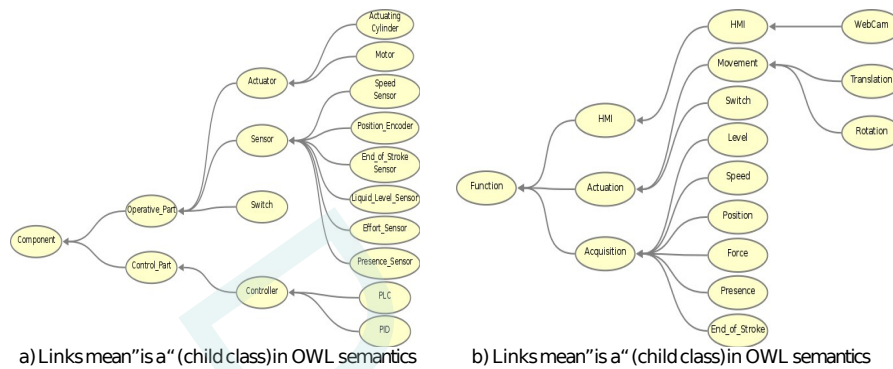 Actuating
Cylinder
Motor
Actuator
Speed
Sensor
Position_Encoder
Sensor
End_of_Stroke
Sensor
Liquid_Level_Sensor
Switch
Operative_Part
Effort_Sensor
Component
Presence_Sensor
Control_Part
Controller
PLC
PID
a) Links mean”is a“ (child class)in OWL semantics
HMI
WebCam
Movement
Translation
Switch
HMI
Rotation
Level
Function
Speed
Actuation
Position
Acquisition
Force
Presence
End_of_Stroke
b) Links mean”is a“ (child class)in OWL semantics